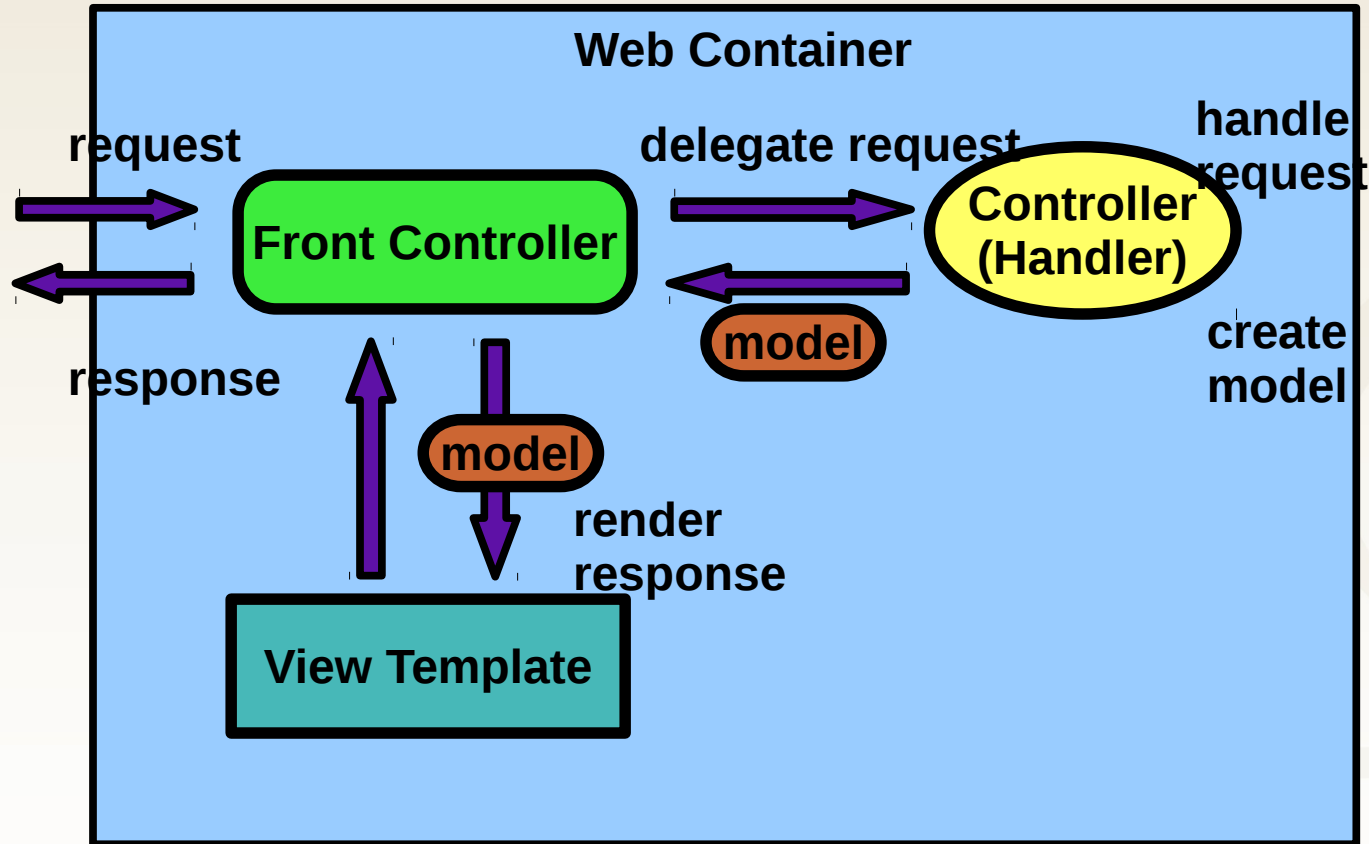 Web Container
request
delegate request
handle
request
Front Controller
Controller
(Handler)
model
response
create
model
model
render
response
View Template